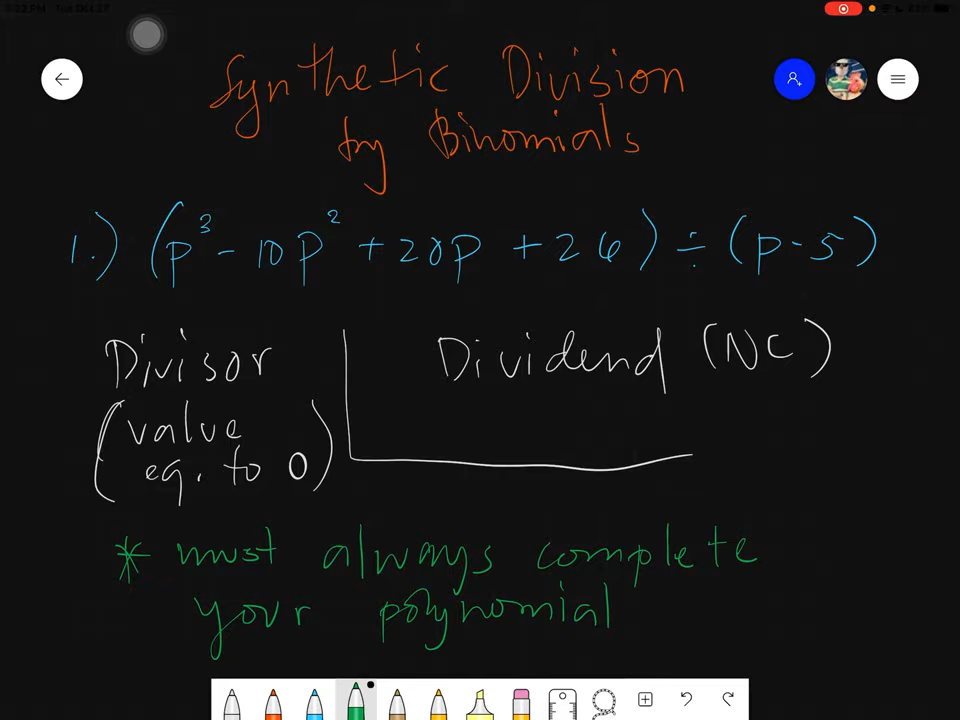 Synthetic Division
by Binomials
1.) (p³ - 10p² + 20p + 26) ÷ (p - 5)
Divisor
(value
eq. to 0)
Dividend (NC)
* must always complete
your polynomial